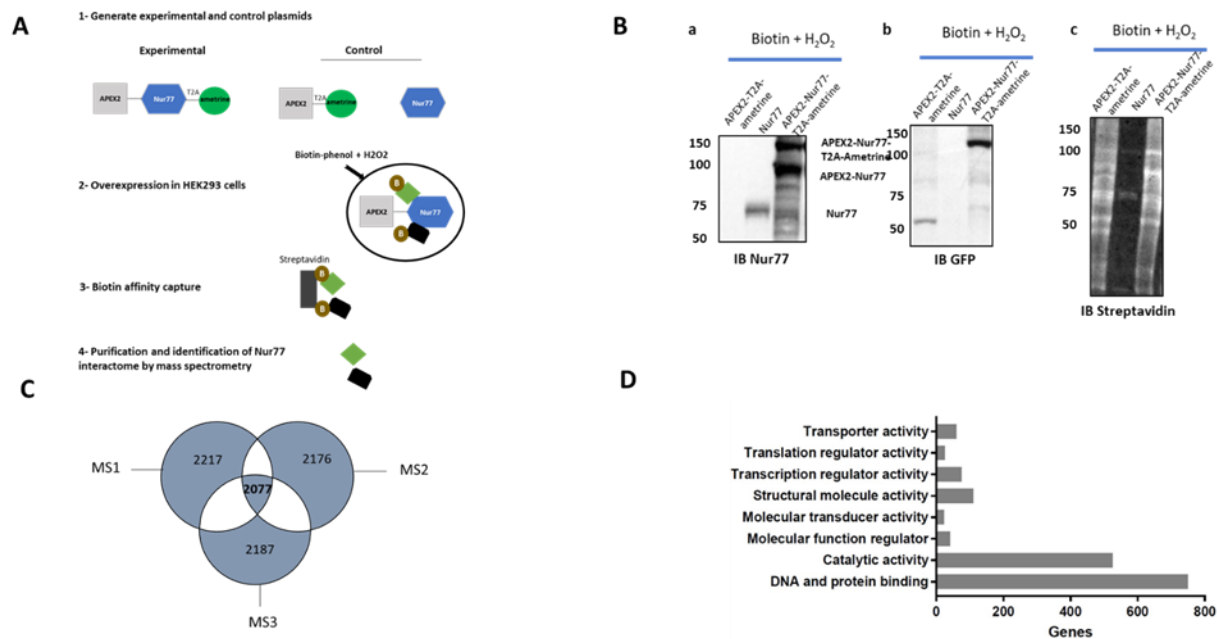 A
1- Generate experimental and control plasmids
Experimental
Control
APEX2
Nur77
T2A
ametrine
APEX2
T2A
ametrine
Nur77
Biotin-phenol + H2O2
2- Overexpression in HEK293 cells
B
APEX2
Nur77
B
Streptavidin
3- Biotin affinity capture
B
B
4- Purification and identification of Nur77
interactome by mass spectrometry
B
a
Biotin + H2O2
APEX2-T2A-
ametrine
Nur77
APEX2-Nur77-
T2A-ametrine
150
100
75
50
APEX2-Nur77-
T2A-Ametrine
APEX2-Nur77
Nur77
IB Nur77
b
Biotin + H2O2
APEX2-T2A-
ametrine
Nur77
APEX2-Nur77-
T2A-ametrine
150
100
75
50
IB GFP
c
Biotin + H2O2
APEX2-T2A-
ametrine
Nur77
APEX2-Nur77-
T2A-ametrine
150
100
75
50
IB Streptavidin
C
MS1
2217
2176
MS2
2077
2187
MS3
D
Transporter activity
Translation regulator activity
Transcription regulator activity
Structural molecule activity
Molecular transducer activity
Molecular function regulator
Catalytic activity
DNA and protein binding
0
200
400
600
800
Genes